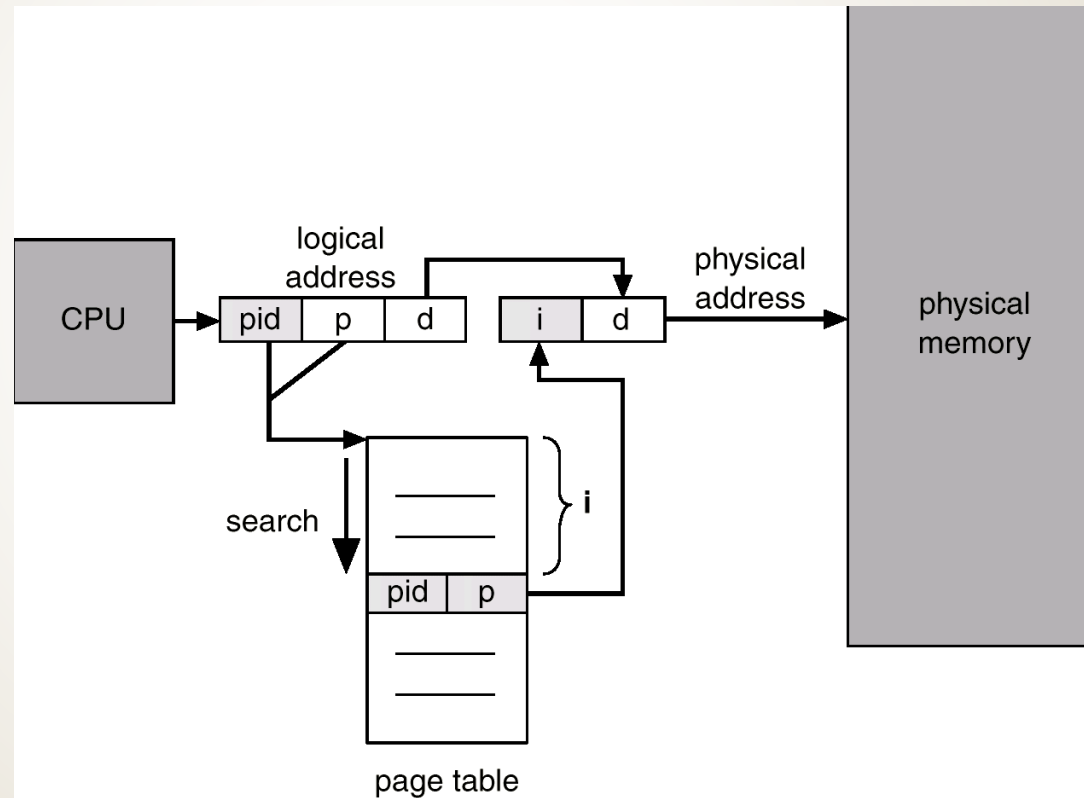 logical
address
CPU
pid
p
d
i
d
physical
address
physical
memory
search
i
pid
p
page table